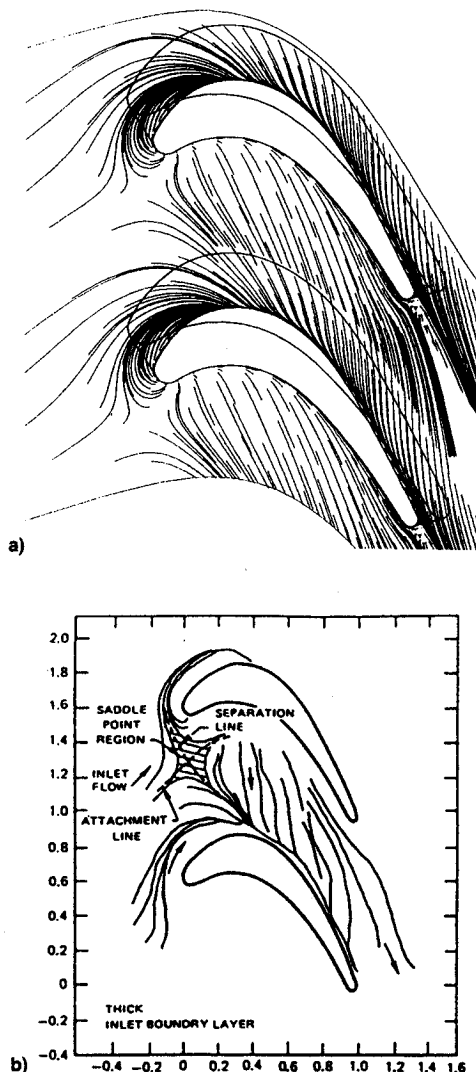 a)
2.0
1.8
1.6
1.4
1.2
1.0
0.8
0.6
0.4
0.2
0
−0.2
−0.4
SADDLE
POINT
REGION
SEPARATION
LINE
INLET
FLOW
ATTACHMENT
LINE
THICK
INLET BOUNDRY LAYER
b)
−0.4 −0.2 0 0.2 0.4 0.6 0.8 1.0 1.2 1.4 1.6